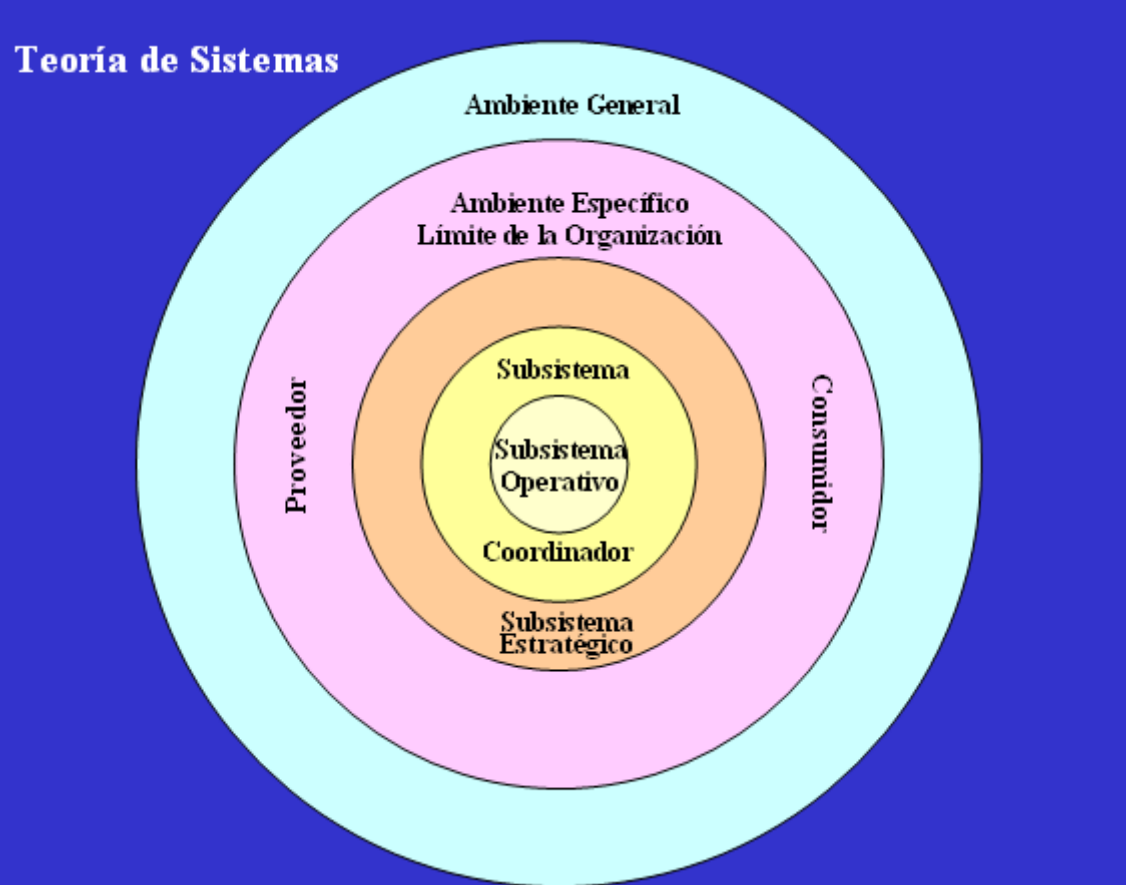 Teoría de Sistemas
Ambiente General
Ambiente Específico
Límite de la Organización
Proveedor
Consumidor
Subsistema
Subsistema
Operativo
Coordinador
Subsistema
Estratégico